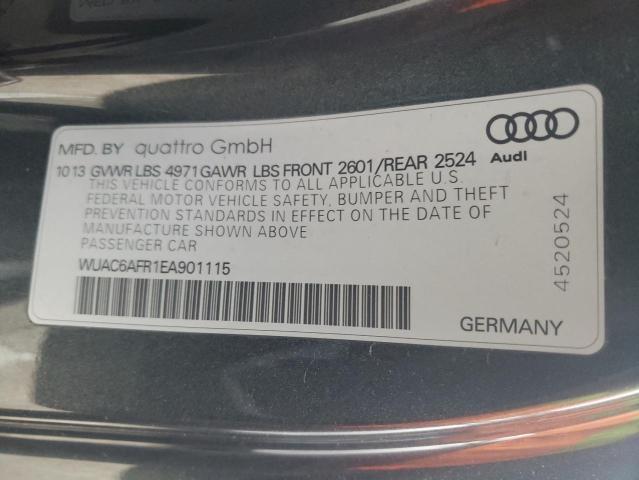 MFD. BY quattro GmbH
10 13 GVWR LBS 4971 GAWR LBS FRONT 2601/REAR 2524
Audi
THIS VEHICLE CONFORMS TO ALL APPLICABLE U.S.
FEDERAL MOTOR VEHICLE SAFETY, BUMPER AND THEFT
PREVENTION STANDARDS IN EFFECT ON THE DATE OF
MANUFACTURE SHOWN ABOVE
PASSENGER CAR
WUAC6AFR1EA901115
4520524
GERMANY